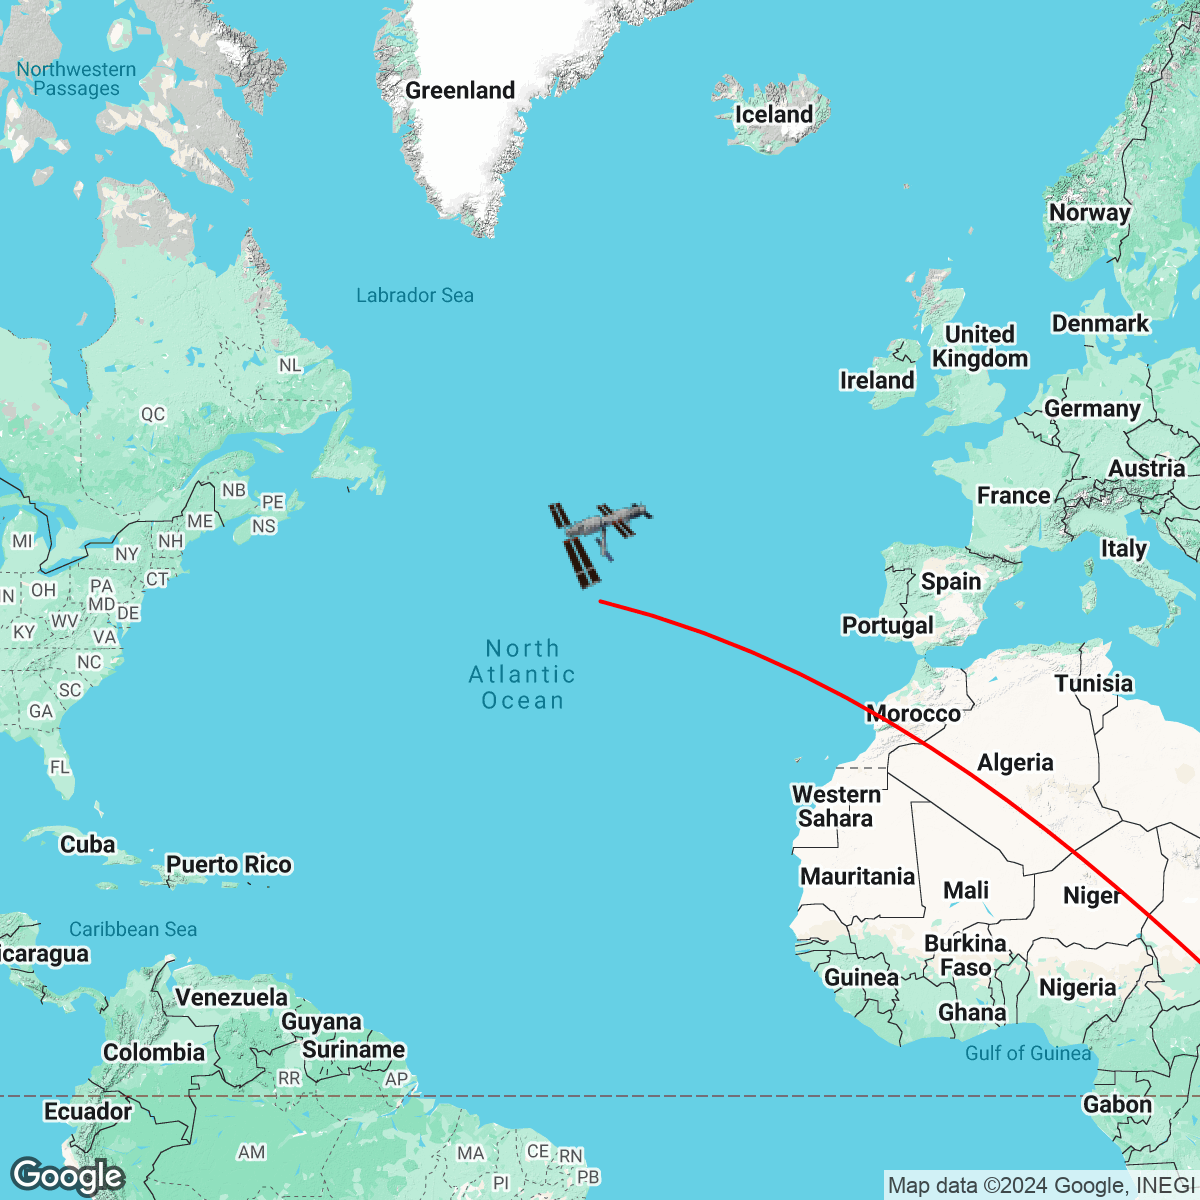 Northwestern
Passages
Greenland
Iceland
Norway
Labrador Sea
United
Kingdom
Denmark
Ireland
NL
QC
Germany
Austria
France
NB
PE
ME
NS
MI
NH
NY
Italy
CT
Spain
OH
PA
IN
MD
DE
WV
KY
VA
Portugal
NC
North
Atlantic
Ocean
Tunisia
SC
GA
Morocco
FL
Algeria
Western
Sahara
Cuba
Puerto Rico
Mauritania
Mali
Niger
Caribbean Sea
icaragua
Burkina
Faso
Guinea
Nigeria
Venezuela
Ghana
Guyana
Suriname
Colombia
Gulf of Guinea
RR
AP
Ecuador
Gabon
AM
MA
CE
RN
PI
PB
Google
Map data ©2024 Google, INEGI